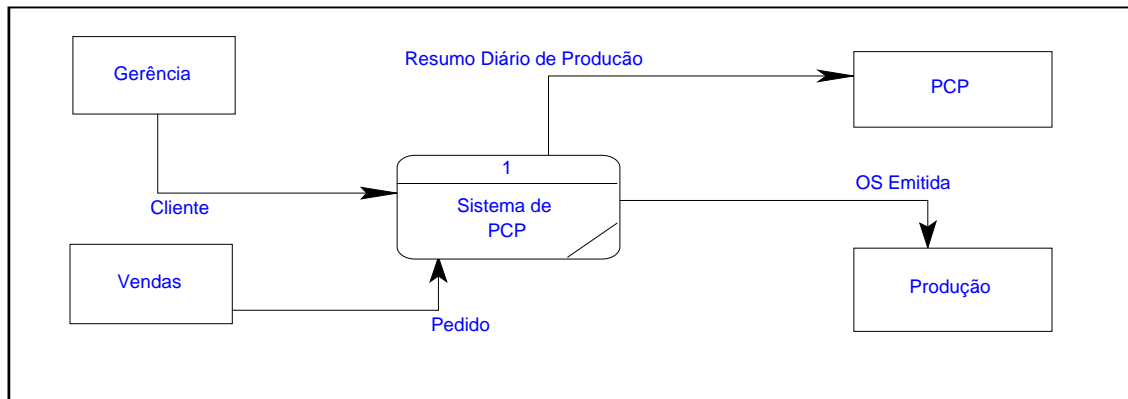 Resumo Diário de Producão
Gerência
PCP
1
Cliente
Sistema de
PCP
OS Emitida
Vendas
Produção
Pedido